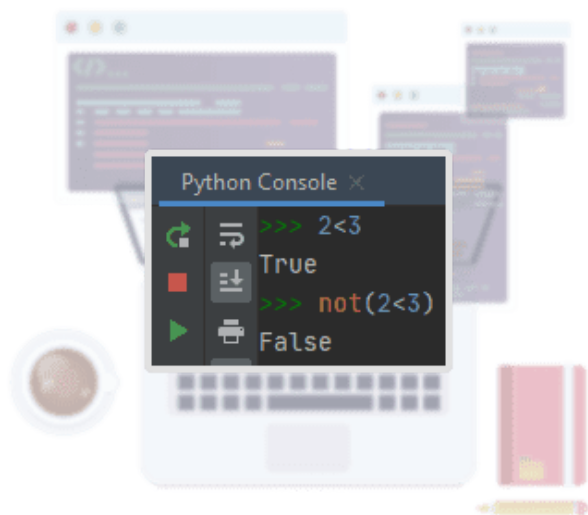 </>...
Python Console
>>> 2<3
True
>>> not(2<3)
False